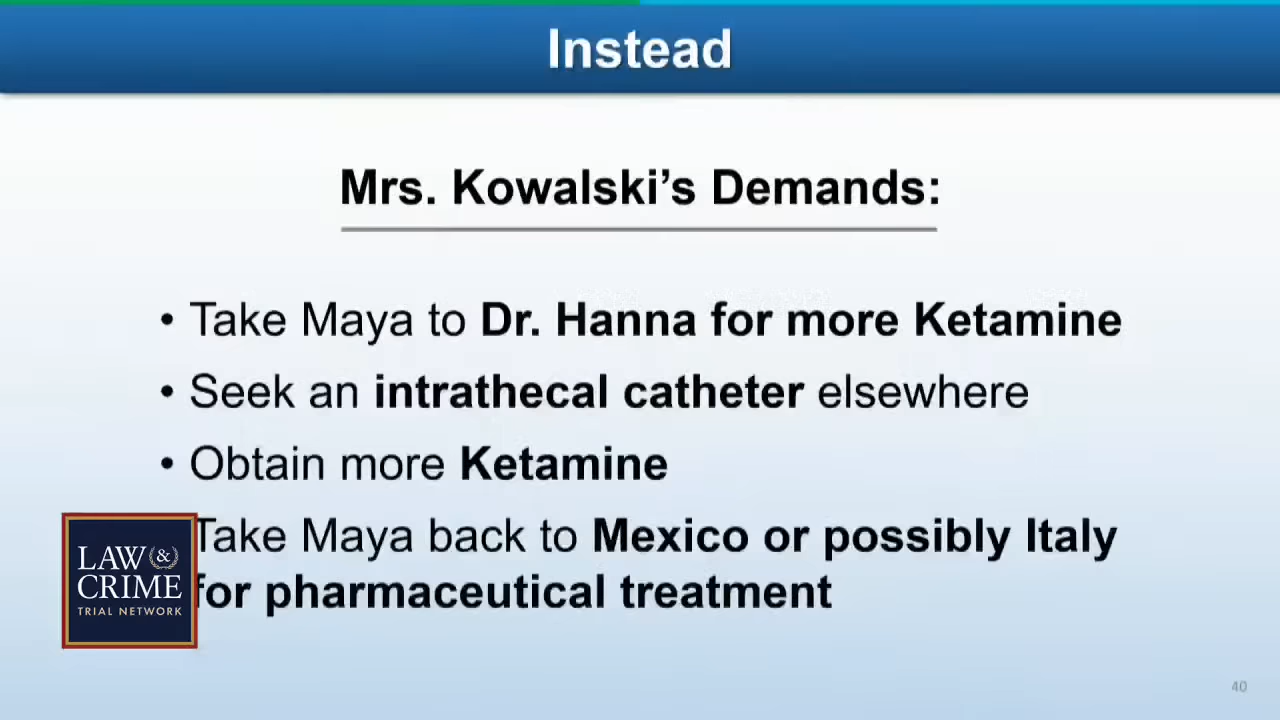 Instead
Mrs. Kowalski’s Demands:
• Take Maya to Dr. Hanna for more Ketamine
• Seek an intrathecal catheter elsewhere
• Obtain more Ketamine
Take Maya back to Mexico or possibly Italy
for pharmaceutical treatment
LAW &
CRIME
TRIAL NETWORK
40